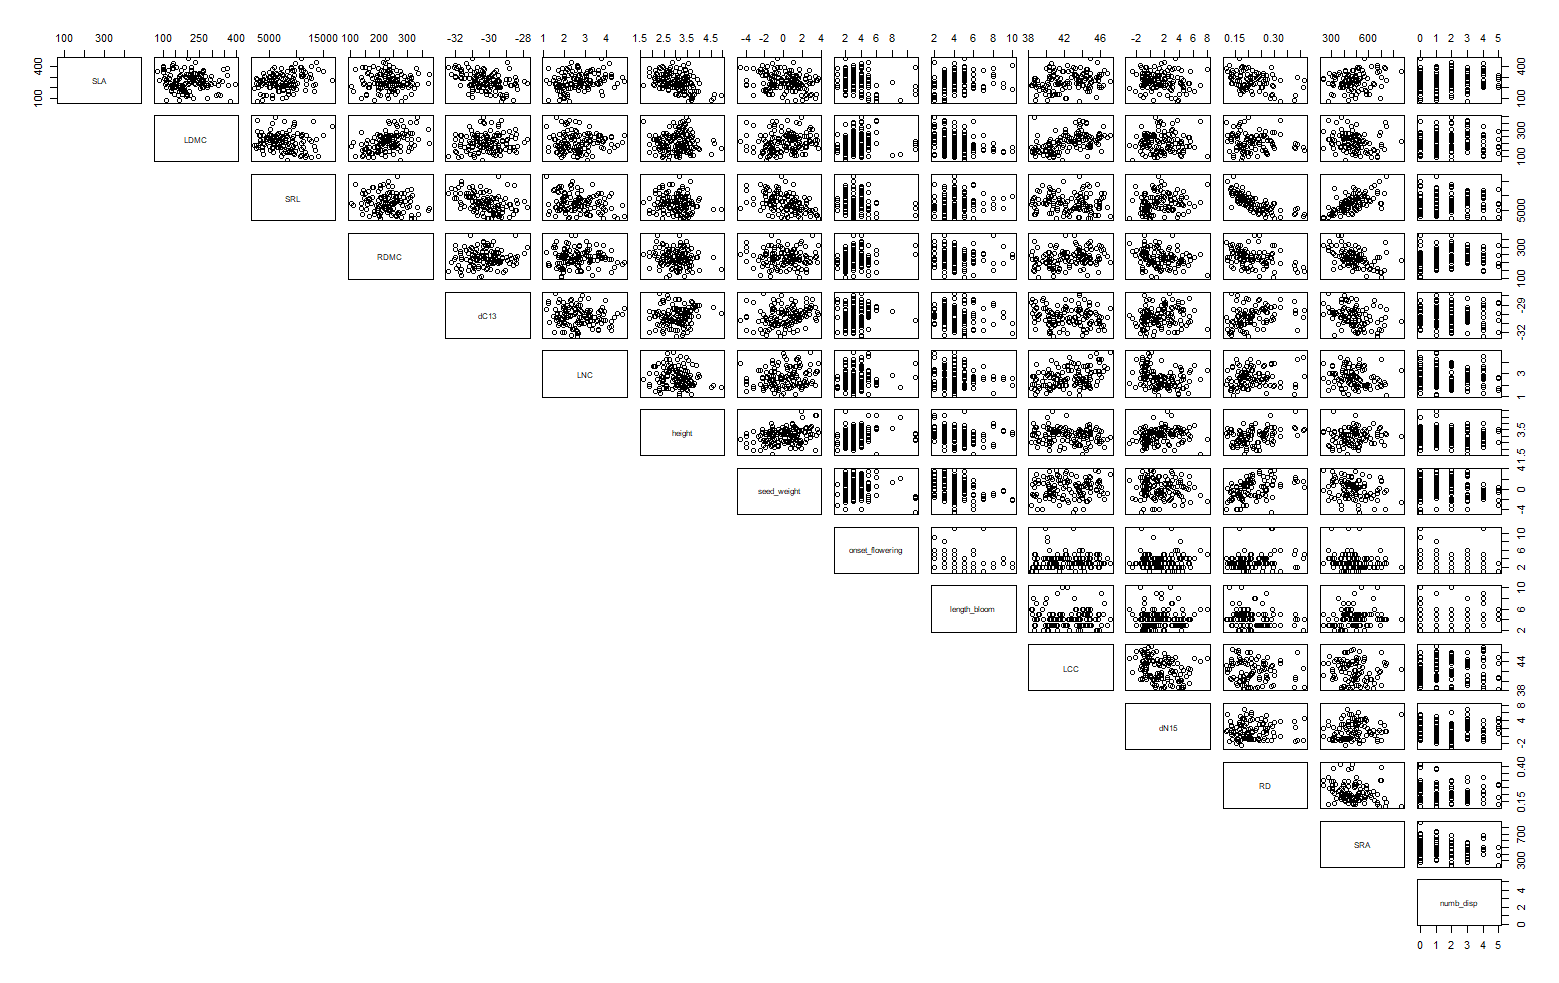 100 300 100 250 400 5000 15000 100 200 300 -32 -30 -28 1 2 3 4 5 1.5 2.5 3.5 4.5 -4 -2 0 2 4 2 4 6 8 2 4 6 8 10 38 42 46 -2 2 4 6 8 0.15 0.30 300 600 0 1 2 3 4 5
100 400
SLA
100 400
LDMC
100 300
SRL
5000
RDMC
100 300
dC13
-32 -29
LNC
1 3
height
1.5 3.5
seed_weight
-4 0 4
onset_flowering
2 6 10
length_bloom
2 6 10
LCC
38 44
dN15
-2 4 8
RD
0.15 0.40
SRA
300 700
numb_disp
0 2 4
0 1 2 3 4 5